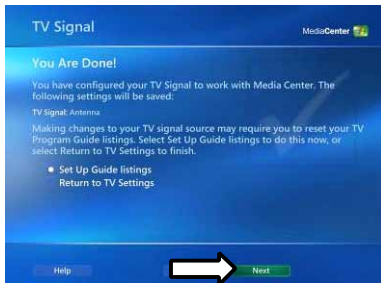 TV Signal
MediaCenter
You Are Done!
You have configured your TV Signal to work with Media Center. The
following settings will be saved:
TV Signal: Antenna
Making changes to your TV signal source may require you to reset your TV
Program Guide listings. Select Set Up Guide listings to do this now, or
select Return to TV Settings to finish.
Set Up Guide listings
Return to TV Settings
Help
Next